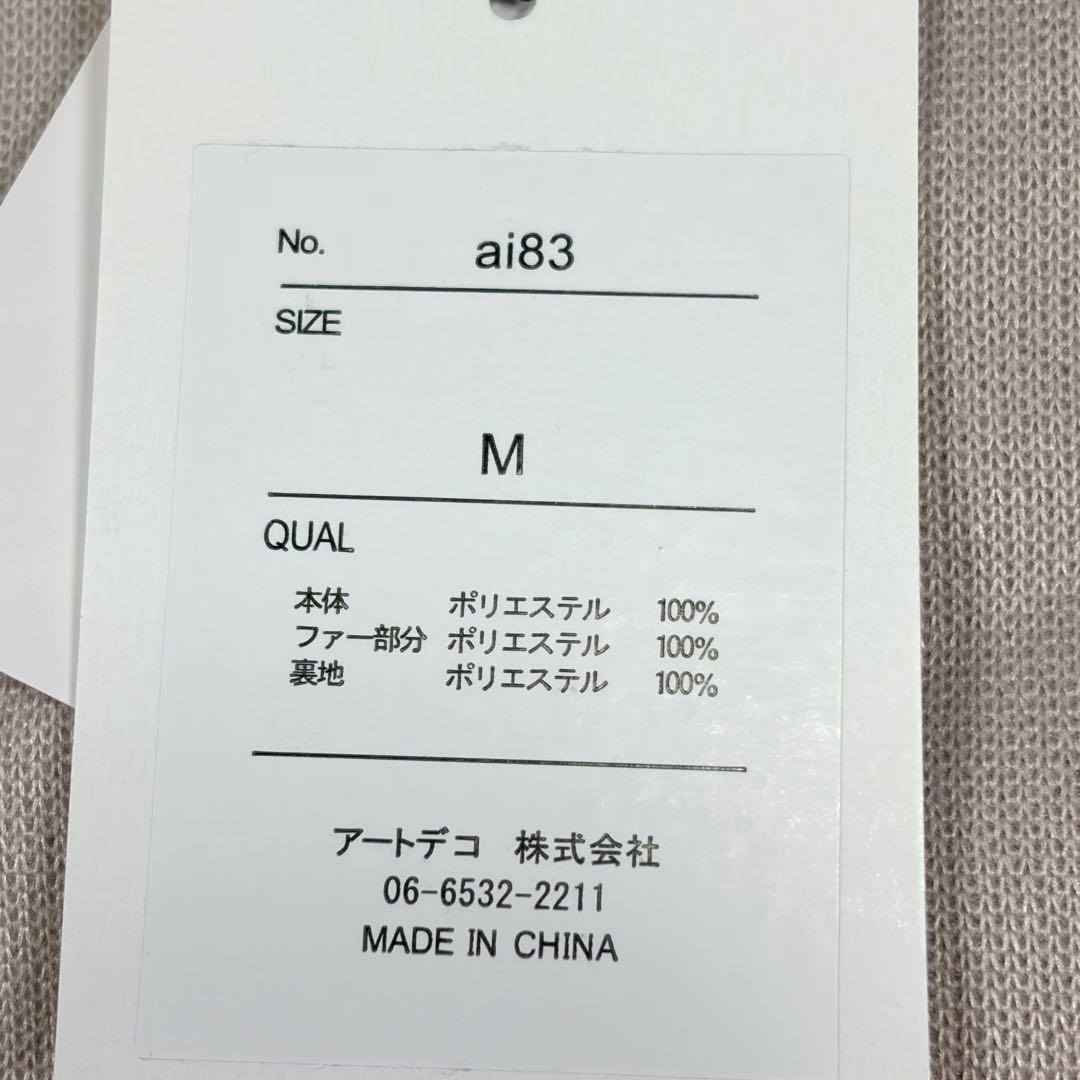 No. ai83
SIZE
M
QUAL
本体 ポリエステル 100%
ファー部分 ポリエステル 100%
裏地 ポリエステル 100%
アートデコ 株式会社
06-6532-2211
MADE IN CHINA